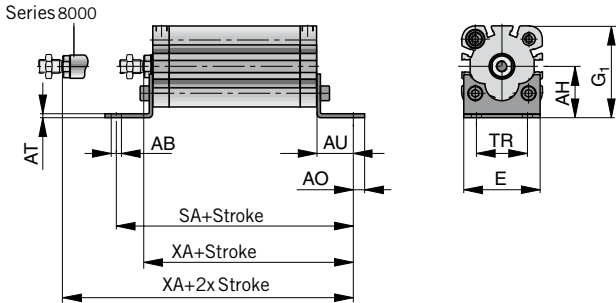 Series 8000
AT
AB
AU
AO
SA+Stroke
XA+Stroke
XA+2x Stroke
AH
G1
TR
E